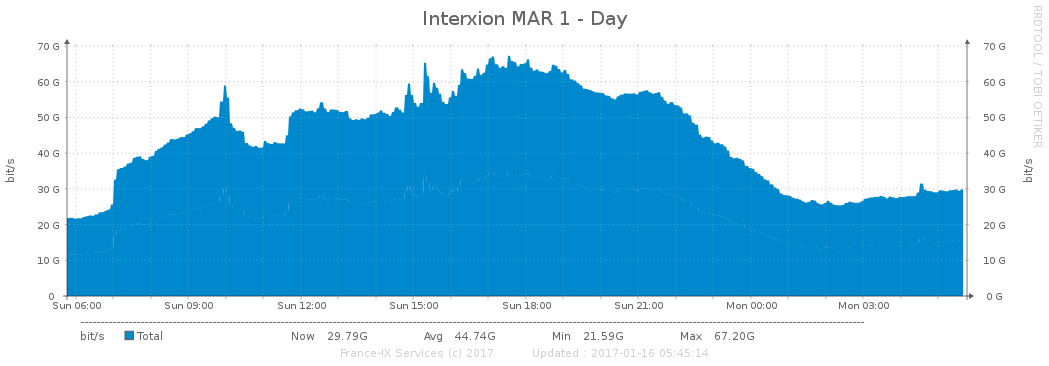 Interxion MAR 1 - Day
RRDTOOL / TOBI OETIKER
bit/s
bit/s
70 G 70 G
60 G 60 G
50 G 50 G
40 G 40 G
30 G 30 G
20 G 20 G
10 G 10 G
0 0 G
Sun 06:00 Sun 09:00 Sun 12:00 Sun 15:00 Sun 18:00 Sun 21:00 Mon 00:00 Mon 03:00
bit/s Total Now 29.79G Avg 44.74G Min 21.59G Max 67.20G
France-IX Services (c) 2017 Updated : 2017-01-16 05:45:14